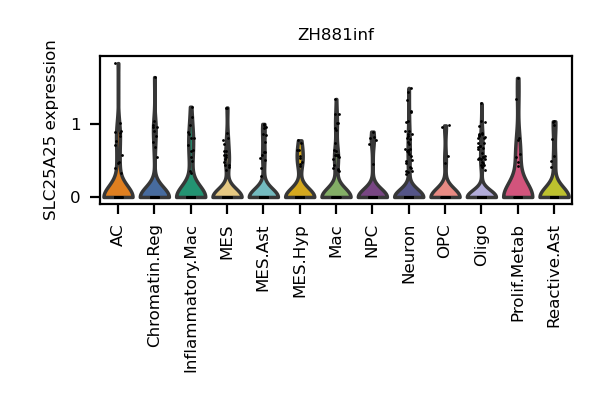 ZH881inf
SLC25A25 expression
1
0
AC
Chromatin.Reg
Inflammatory.Mac
MES
MES.Ast
MES.Hyp
Mac
NPC
Neuron
OPC
Oligo
Prolif.Metab
Reactive.Ast